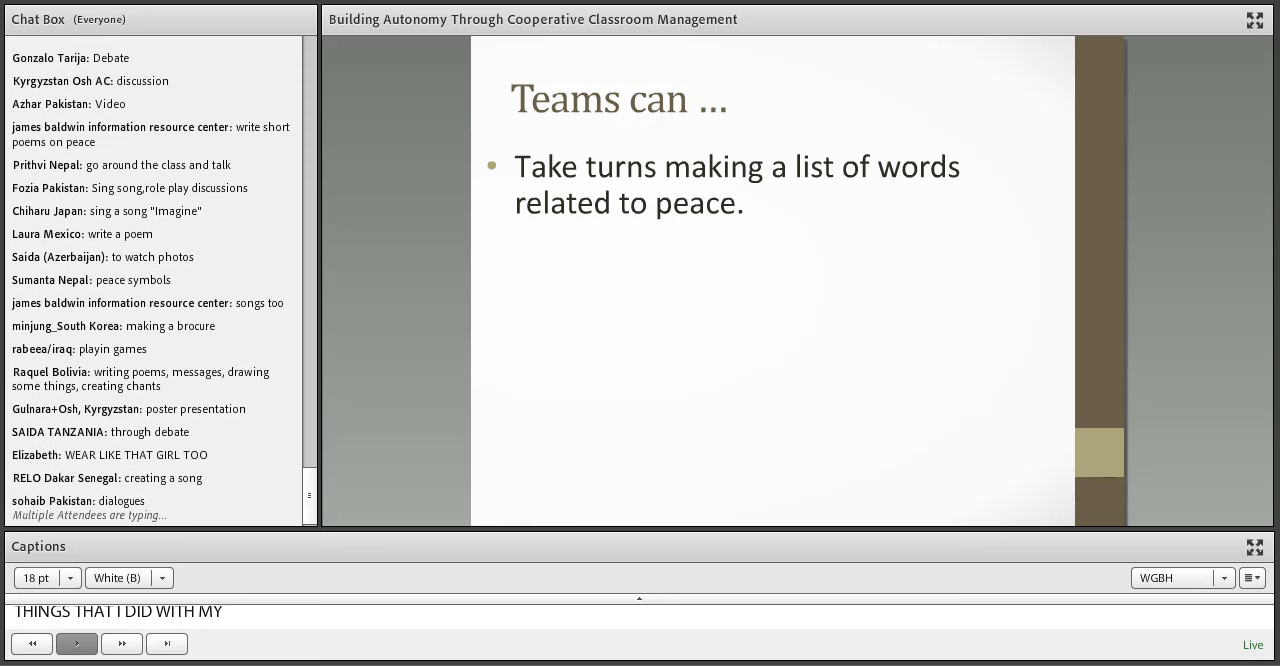 Chat Box (Everyone)
Gonzalo Tarija: Debate
Kyrgyzstan Osh AC: discussion
Azhar Pakistan: Video
james baldwin information resource center: write short
poems on peace
Prithvi Nepal: go around the class and talk
Fozia Pakistan: Sing song,role play discussions
Chiharu Japan: sing a song "Imagine"
Laura Mexico: write a poem
Saida (Azerbaijan): to watch photos
Sumanta Nepal: peace symbols
james baldwin information resource center: songs too
minjung_South Korea: making a brocure
rabeea/iraq: playin games
Raquel Bolivia: writing poems, messages, drawing
some things, creating chants
Gulnara+Osh, Kyrgyzstan: poster presentation
SAIDA TANZANIA: through debate
Elizabeth: WEAR LIKE THAT GIRL TOO
RELO Dakar Senegal: creating a song
sohaib Pakistan: dialogues
Multiple Attendees are typing...
Building Autonomy Through Cooperative Classroom Management
Teams can ...
• Take turns making a list of words
related to peace.
Captions
18 pt White (B) WGBH
THINGS THAT I DID WITH MY
Live